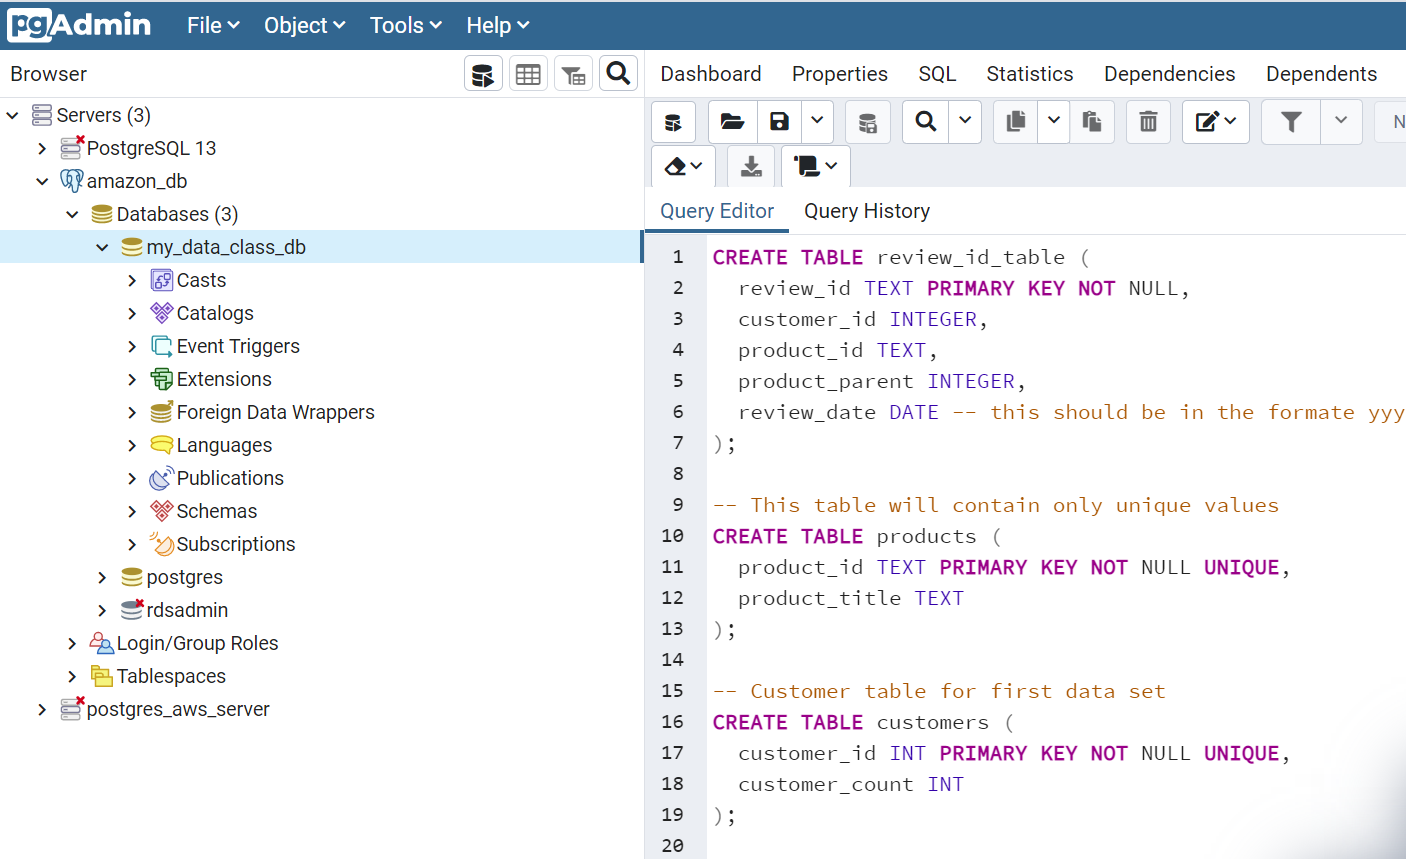 pgAdmin File Object Tools Help
Browser
Dashboard Properties SQL Statistics Dependencies Dependents
Servers (3)
PostgreSQL 13
amazon_db
Databases (3)
my_data_class_db
Casts
Catalogs
Event Triggers
Extensions
Foreign Data Wrappers
Languages
Publications
Schemas
Subscriptions
postgres
rdsadmin
Login/Group Roles
Tablespaces
postgres_aws_server
N
Query Editor Query History
1 CREATE TABLE review_id_table (
2 review_id TEXT PRIMARY KEY NOT NULL,
3 customer_id INTEGER,
4 product_id TEXT,
5 product_parent INTEGER,
6 review_date DATE -- this should be in the formate yyy
7 );
8
9 -- This table will contain only unique values
10 CREATE TABLE products (
11 product_id TEXT PRIMARY KEY NOT NULL UNIQUE,
12 product_title TEXT
13 );
14
15 -- Customer table for first data set
16 CREATE TABLE customers (
17 customer_id INT PRIMARY KEY NOT NULL UNIQUE,
18 customer_count INT
19 );
20